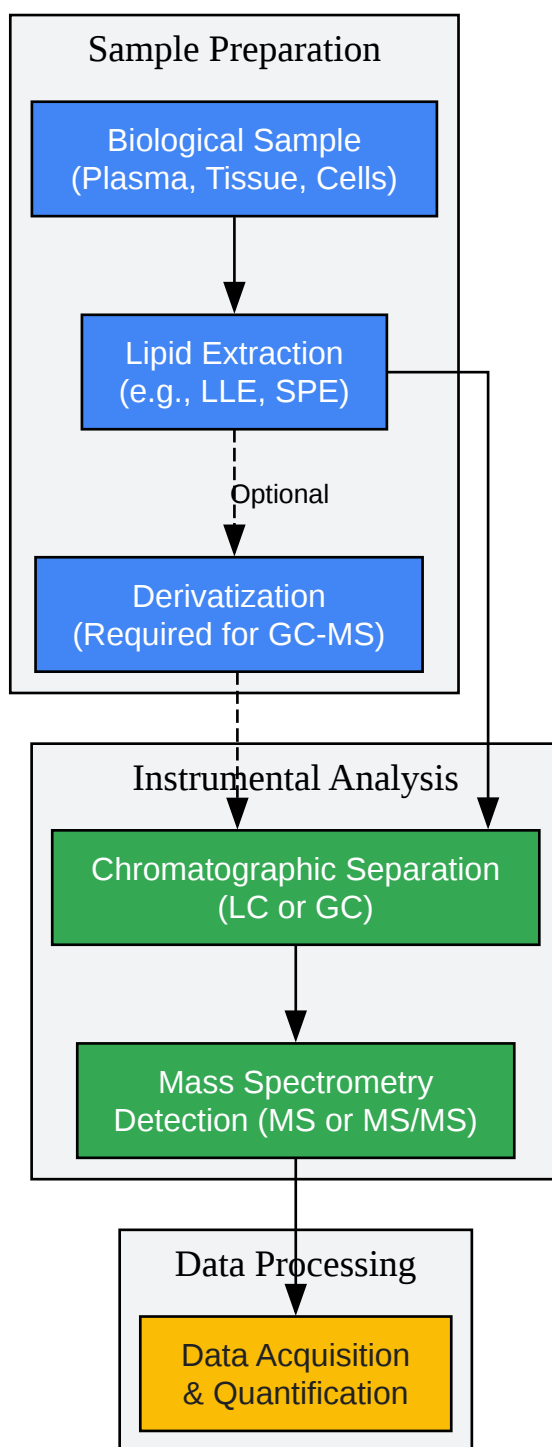 Sample Preparation
Biological Sample
(Plasma, Tissue, Cells)
Lipid Extraction
(e.g., LLE, SPE)
Optional
Derivatization
(Required for GC-MS)
Instrumental Analysis
Chromatographic Separation
(LC or GC)
Mass Spectrometry
Detection (MS or MS/MS)
Data Processing
Data Acquisition
& Quantification